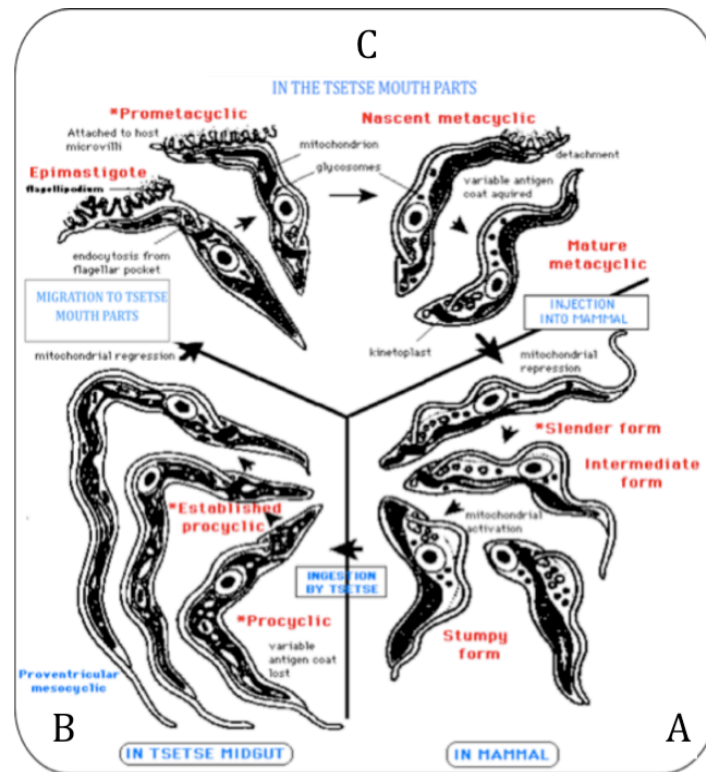 C
IN THE TSETSE MOUTH PARTS
*Prometacyclic
Attached to host
microvilli
mitochondrion
glycosomes
Nascent metacyclic
detachment
variable antigen
coat aquired
Epimastigote
flapellipodium
endocytosis from
flagellar pocket
Mature
metacyclic
MIGRATION TO TSETSE
MOUTH PARTS
INJECTION
INTO MAMMAL
kinetoplast
mitochondrial regression
mitochondrial
repression
*Slender form
Intermediate
form
mitochondrial
activation
*Established
procyclic
INGESTION
BY TSETSE
*Procyclic
variable
antigen coat
lost
Stumpy
form
Proventricular
mesocyclic
B
A
IN TSETSE MIDGUT
IN MAMMAL